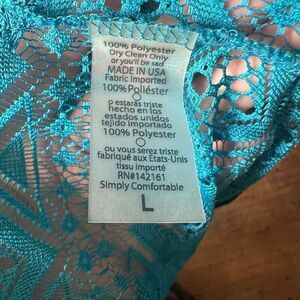 100% Polyester
Dry Clean Only
or you'll be sad
MADE IN USA
Fabric Imported
100% Poliéster
o estarás triste
hecho en los
estados unidos
tejido importado
100% Polyester
ou vous serez triste
fabriqué aux Etats-Unis
tissu importé
RN#142161
Simply Comfortable
L